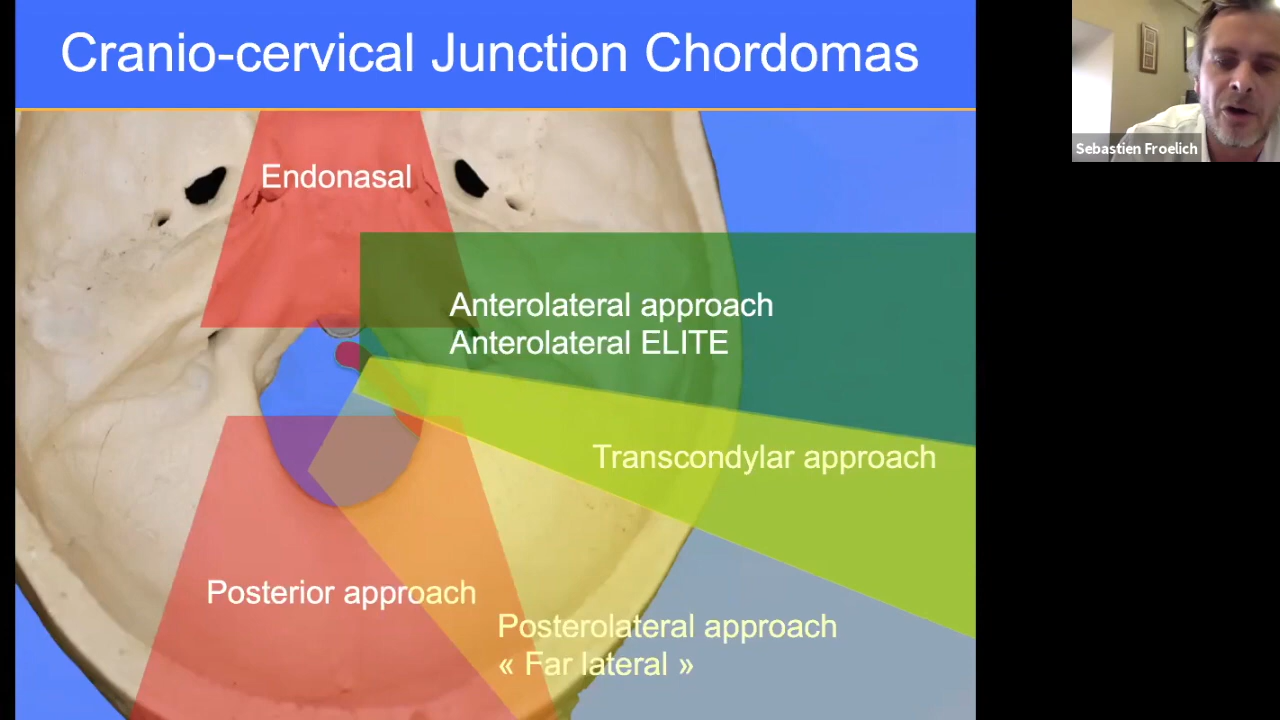 Cranio-cervical Junction Chordomas
Sebastien Froelich
Endonasal
Anterolateral approach
Anterolateral ELITE
Transcondylar approach
Posterior approach
Posterolateral approach
« Far lateral »